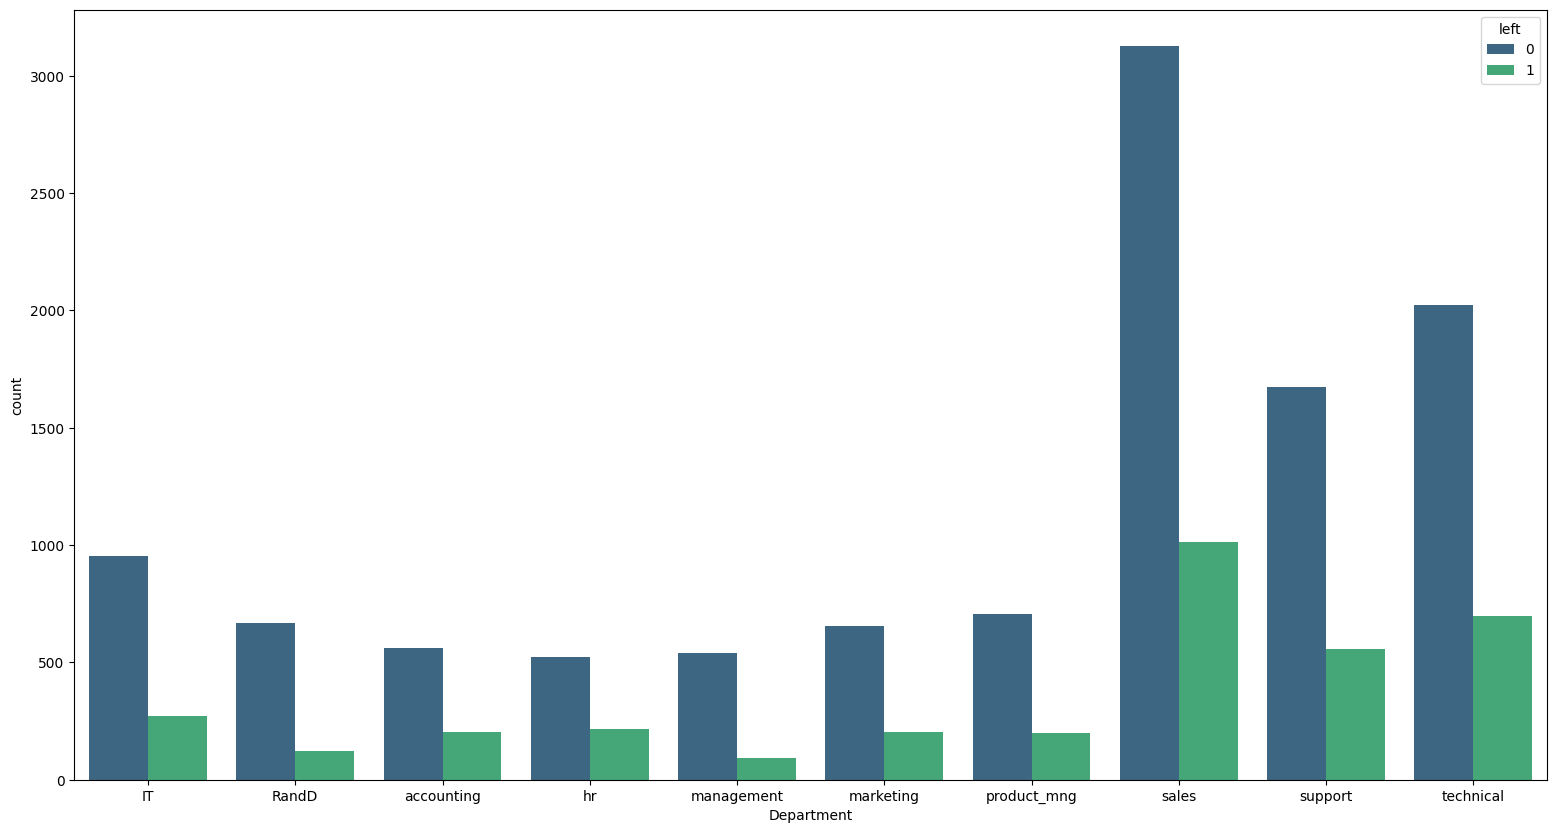 left
0
1
3000
2500
2000
1500
1000
500
0
count
IT RandD accounting hr management marketing product_mng sales support technical
Department